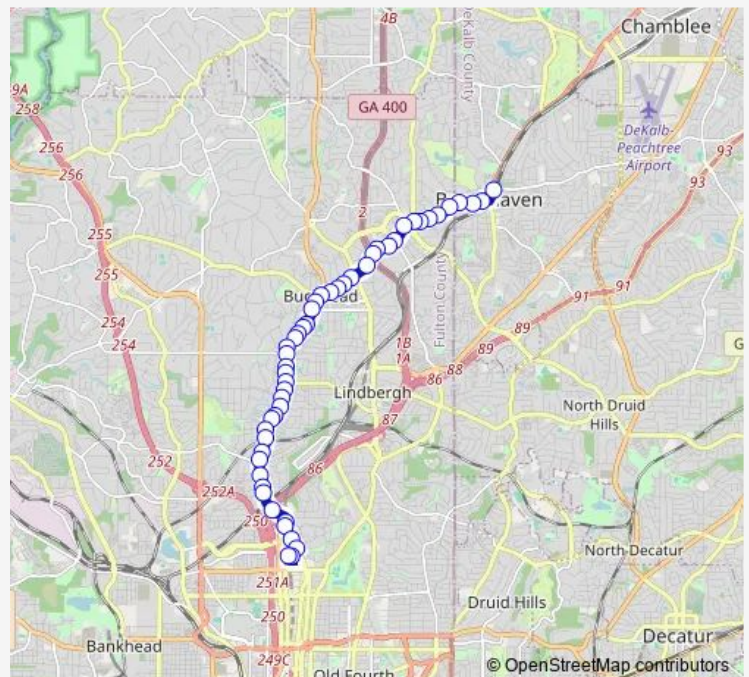 4B
DeKalb County
Chamblee
9A
258
GA 400
DeKalb-
Peachtree
Airport
256
256
93
93
2
255
255
Fulton County
91
91
254
254
1B
1A
89
89
88
86
G
Lindbergh
North Druid
Hills
87
252
86
252A
250
North Decatur
251A
250
Druid Hills
Bankhead
Decatur
249C
Old Fourth
© OpenStreetMap contributors